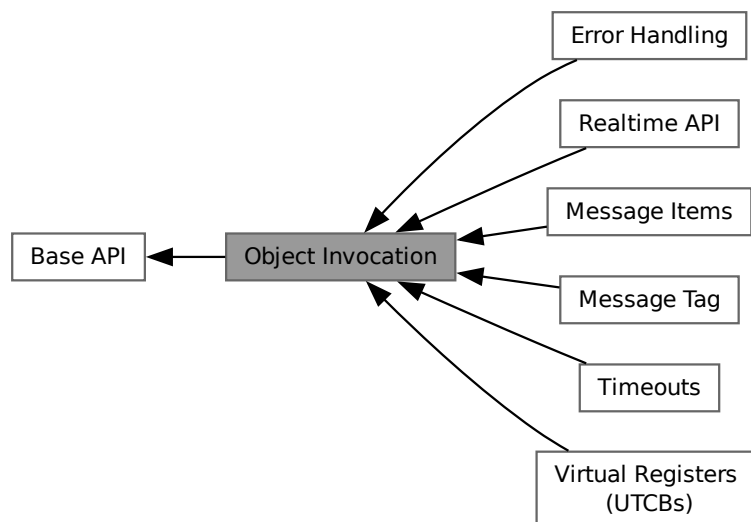 Error Handling
Realtime API
Message Items
Base API
Object Invocation
Message Tag
Timeouts
Virtual Registers
(UTCBs)